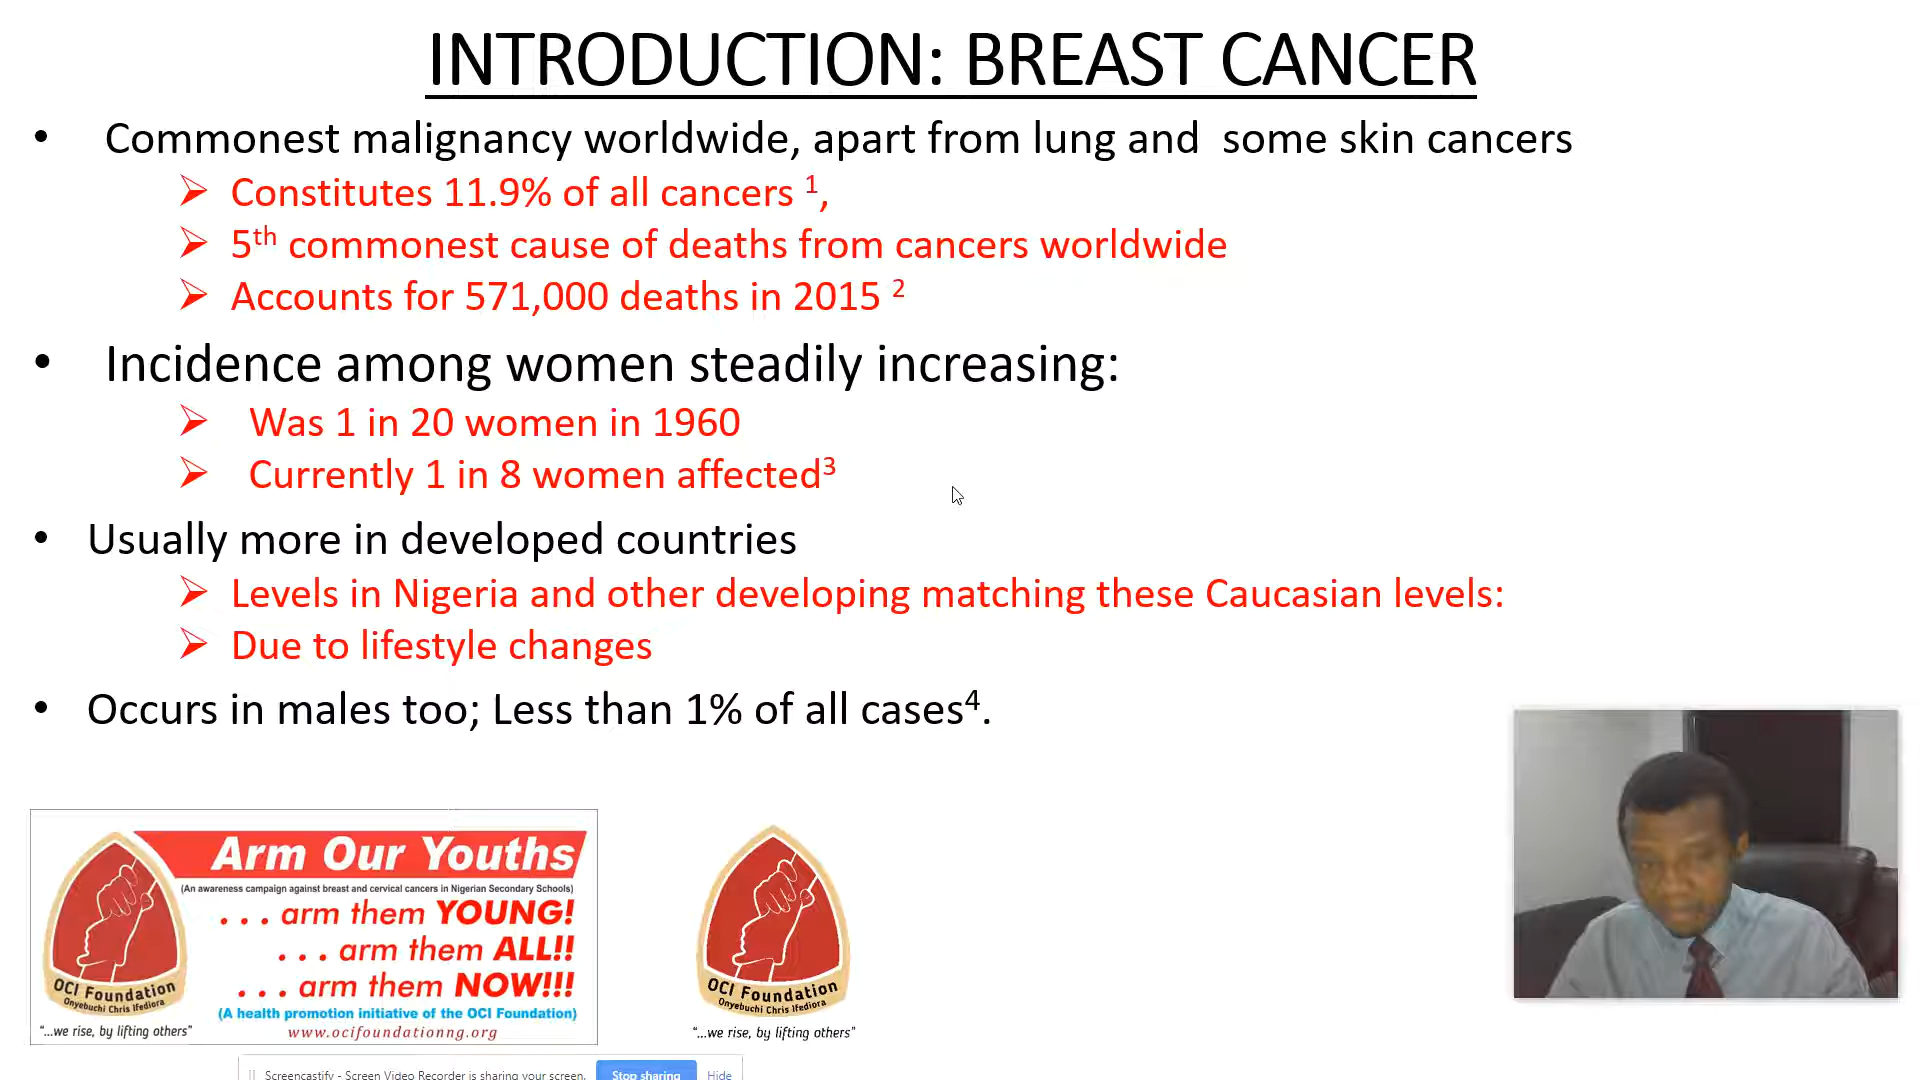 INTRODUCTION: BREAST CANCER
• Commonest malignancy worldwide, apart from lung and some skin cancers
➢ Constitutes 11.9% of all cancers ¹,
➢ 5th commonest cause of deaths from cancers worldwide
➢ Accounts for 571,000 deaths in 2015 ²
• Incidence among women steadily increasing:
➢ Was 1 in 20 women in 1960
➢ Currently 1 in 8 women affected³
• Usually more in developed countries
➢ Levels in Nigeria and other developing matching these Caucasian levels:
➢ Due to lifestyle changes
• Occurs in males too; Less than 1% of all cases⁴.
Arm Our Youths
(An awareness campaign against breast and cervical cancers in Nigerian Secondary Schools)
. . . arm them YOUNG!
. . . arm them ALL!!
. . . arm them NOW!!!
(A health promotion initiative of the OCI Foundation)
www.ocifoundationng.org
OCI Foundation
Onyebuchi Chris Ifediora
"...we rise, by lifting others"
OCI Foundation
Onyebuchi Chris Ifediora
"...we rise, by lifting others"
Screencastify - Screen Video Recorder is sharing your screen. Stop sharing Hide